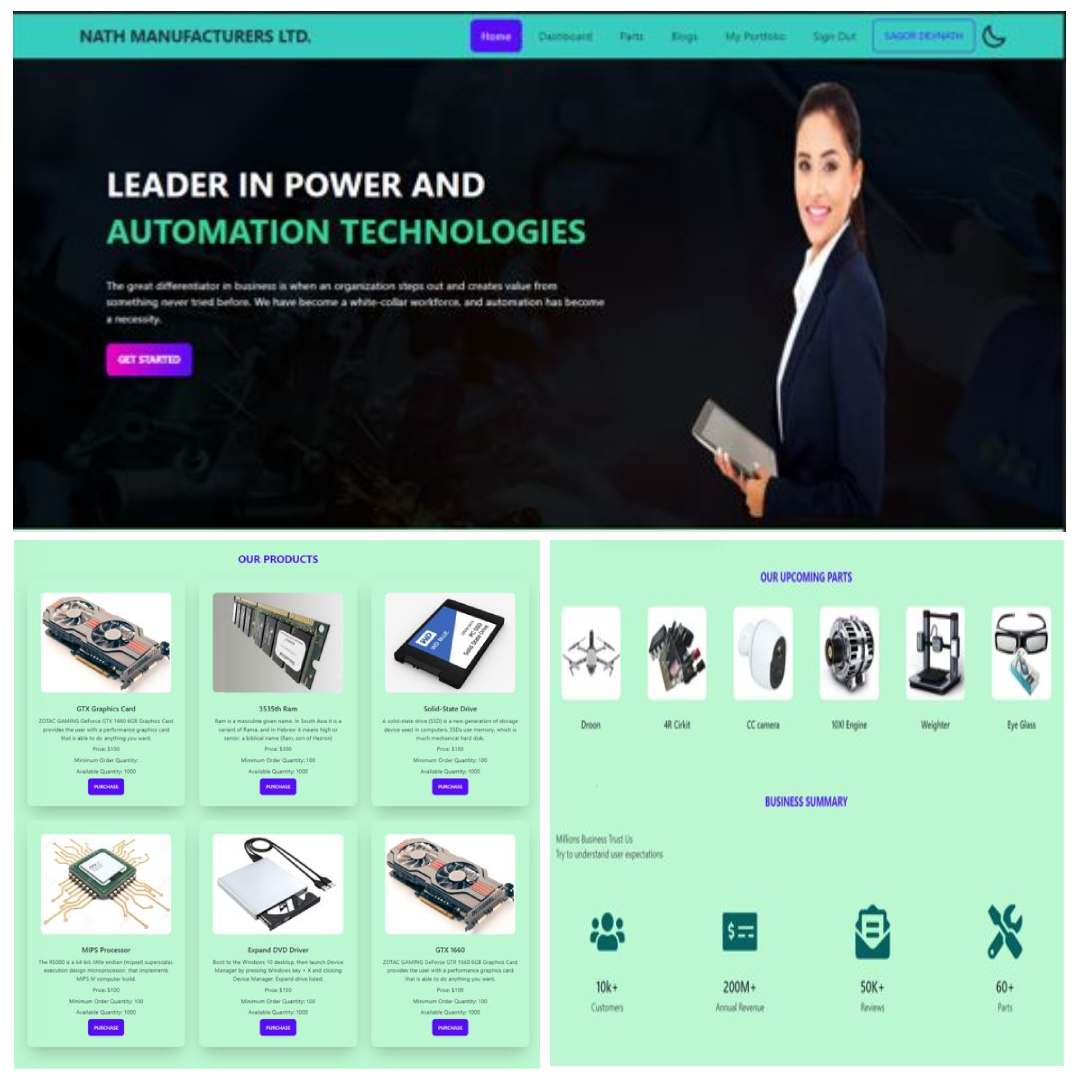 NATH MANUFACTURERS LTD.
Home Dashboard Parts Blogs My Portfolio Sign Out SAGOR DEVNATH
LEADER IN POWER AND
AUTOMATION TECHNOLOGIES
The great differentiator in business is when an organization steps out and creates value from
something never tried before. We have become a white-collar workforce, and automation has become
a necessity.
GET STARTED
OUR PRODUCTS
GTX Graphics Card
ZOTAC GAMING GeForce GTX 1660 6GB Graphics Card
provides the user with a performance graphics card
that is able to do anything you want.
Price: $100
Minimum Order Quantity:
Available Quantity: 1000
PURCHASE
3535th Ram
Ram is a masculine given name. In South Asia it is a
variant of Rama, and in Hebrew it means high or
senior. a biblical name (Ram, son of Hezron)
Price: $300
Minimum Order Quantity: 100
Available Quantity: 1000
PURCHASE
WD BLUE
Solid State Drive
Solid-State Drive
A solid-state drive (SSD) is a new generation of storage
device used in computers. SSDs use memory, which is
much mechanical hard disk.
Price: $100
Minimum Order Quantity: 100
Available Quantity: 1000
PURCHASE
MIPS Processor
The R5000 is a 64-bit, little endian (mixed) superscalar,
execution design microprocessor, that implements
MIPS IV computer build.
Price: $100
Minimum Order Quantity: 100
Available Quantity: 1000
PURCHASE
Expand DVD Driver
Boot to the Windows 10 desktop, then launch Device
Manager by pressing Windows key + X and clicking
Device Manager. Expand drive listed.
Price: $100
Minimum Order Quantity: 100
Available Quantity: 1000
PURCHASE
GTX 1660
ZOTAC GAMING GeForce GTX 1660 6GB Graphics Card
provides the user with a performance graphics card
that is able to do anything you want.
Price: $100
Minimum Order Quantity: 100
Available Quantity: 1000
PURCHASE
OUR UPCOMING PARTS
Droon
4R Cirkit
CC camera
10XI Engine
Weighter
Eye Glass
BUSINESS SUMMARY
Millions Business Trust Us
Try to understand user expectations
10k+
Customers
200M+
Annual Revenue
50K+
Reviews
60+
Parts